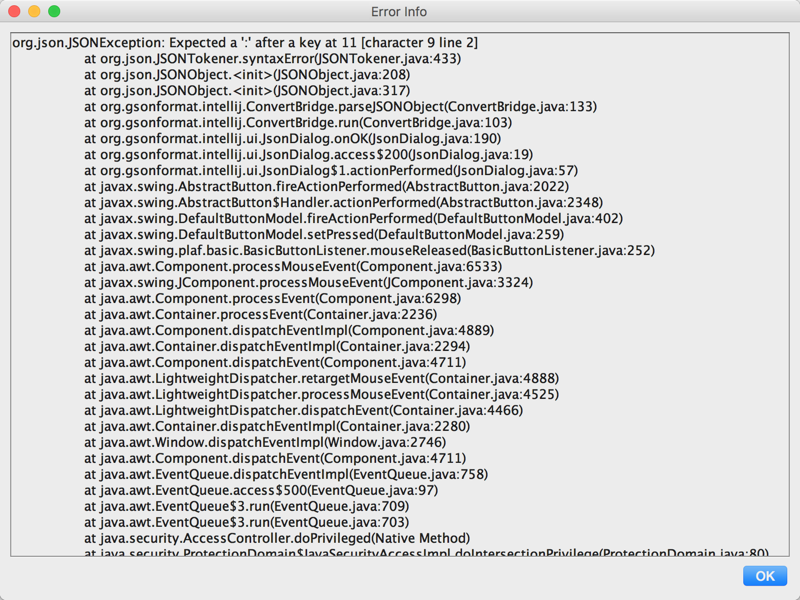 Error Info
org.json.JSONException: Expected a ':' after a key at 11 [character 9 line 2]
at org.json.JSONTokener.syntaxError(JSONTokener.java:433)
at org.json.JSONObject.<init>(JSONObject.java:208)
at org.json.JSONObject.<init>(JSONObject.java:317)
at org.gsonformat.intellij.ConvertBridge.parseJSONObject(ConvertBridge.java:133)
at org.gsonformat.intellij.ConvertBridge.run(ConvertBridge.java:103)
at org.gsonformat.intellij.ui.JsonDialog.onOK(JsonDialog.java:190)
at org.gsonformat.intellij.ui.JsonDialog.access$200(JsonDialog.java:19)
at org.gsonformat.intellij.ui.JsonDialog$1.actionPerformed(JsonDialog.java:57)
at javax.swing.AbstractButton.fireActionPerformed(AbstractButton.java:2022)
at javax.swing.AbstractButton$Handler.actionPerformed(AbstractButton.java:2348)
at javax.swing.DefaultButtonModel.fireActionPerformed(DefaultButtonModel.java:402)
at javax.swing.DefaultButtonModel.setPressed(DefaultButtonModel.java:259)
at javax.swing.plaf.basic.BasicButtonListener.mouseReleased(BasicButtonListener.java:252)
at java.awt.Component.processMouseEvent(Component.java:6533)
at javax.swing.JComponent.processMouseEvent(JComponent.java:3324)
at java.awt.Component.processEvent(Component.java:6298)
at java.awt.Container.processEvent(Container.java:2236)
at java.awt.Component.dispatchEventImpl(Component.java:4889)
at java.awt.Container.dispatchEventImpl(Container.java:2294)
at java.awt.Component.dispatchEvent(Component.java:4711)
at java.awt.LightweightDispatcher.retargetMouseEvent(Container.java:4888)
at java.awt.LightweightDispatcher.processMouseEvent(Container.java:4525)
at java.awt.LightweightDispatcher.dispatchEvent(Container.java:4466)
at java.awt.Container.dispatchEventImpl(Container.java:2280)
at java.awt.Window.dispatchEventImpl(Window.java:2746)
at java.awt.Component.dispatchEvent(Component.java:4711)
at java.awt.EventQueue.dispatchEventImpl(EventQueue.java:758)
at java.awt.EventQueue.access$500(EventQueue.java:97)
at java.awt.EventQueue$3.run(EventQueue.java:709)
at java.awt.EventQueue$3.run(EventQueue.java:703)
at java.security.AccessController.doPrivileged(Native Method)
at java.security.ProtectionDomain$JavaSecurityAccessImpl.doIntersectionPrivilege(ProtectionDomain.java:80)
OK